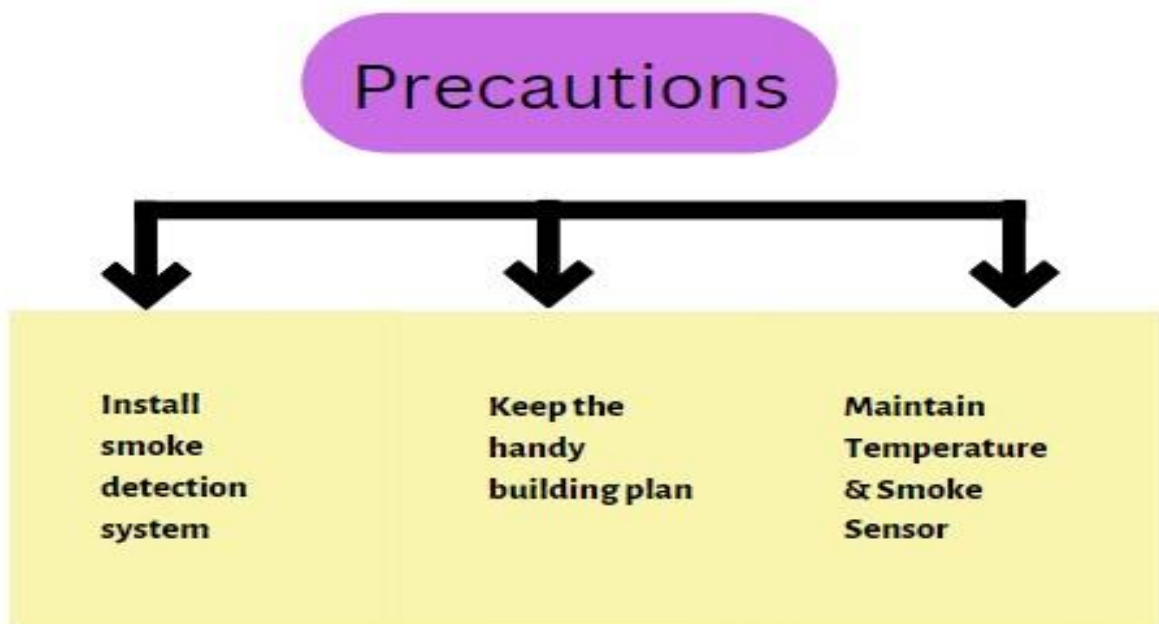 Precautions
Install
smoke
detection
system
Keep the
handy
building plan
Maintain
Temperature
& Smoke
Sensor